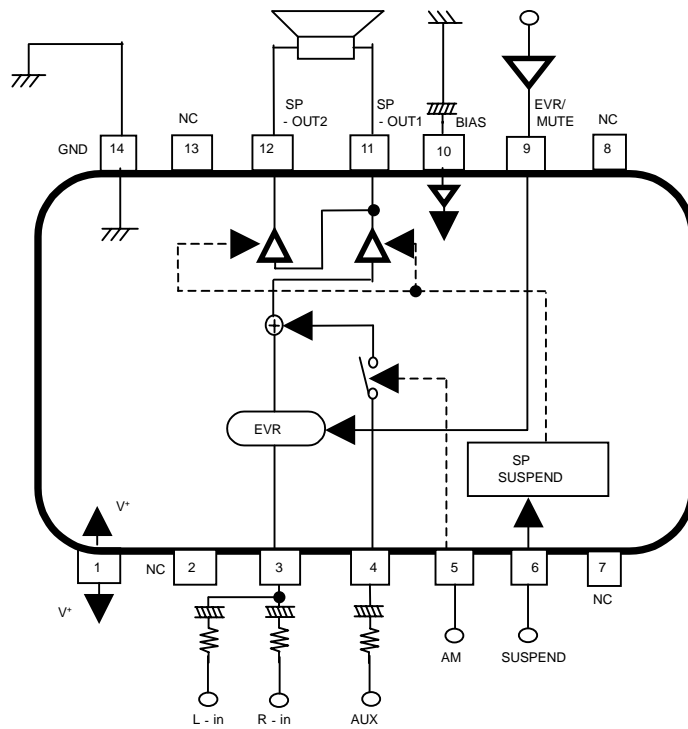 NC
SP
- OUT2
SP
- OUT1
BIAS
EVR/
MUTE
NC
GND
14
13
12
11
10
9
8
EVR
SP
SUSPEND
V+
1
NC
2
3
4
5
6
7
NC
V+
AM
SUSPEND
L - in
R - in
AUX